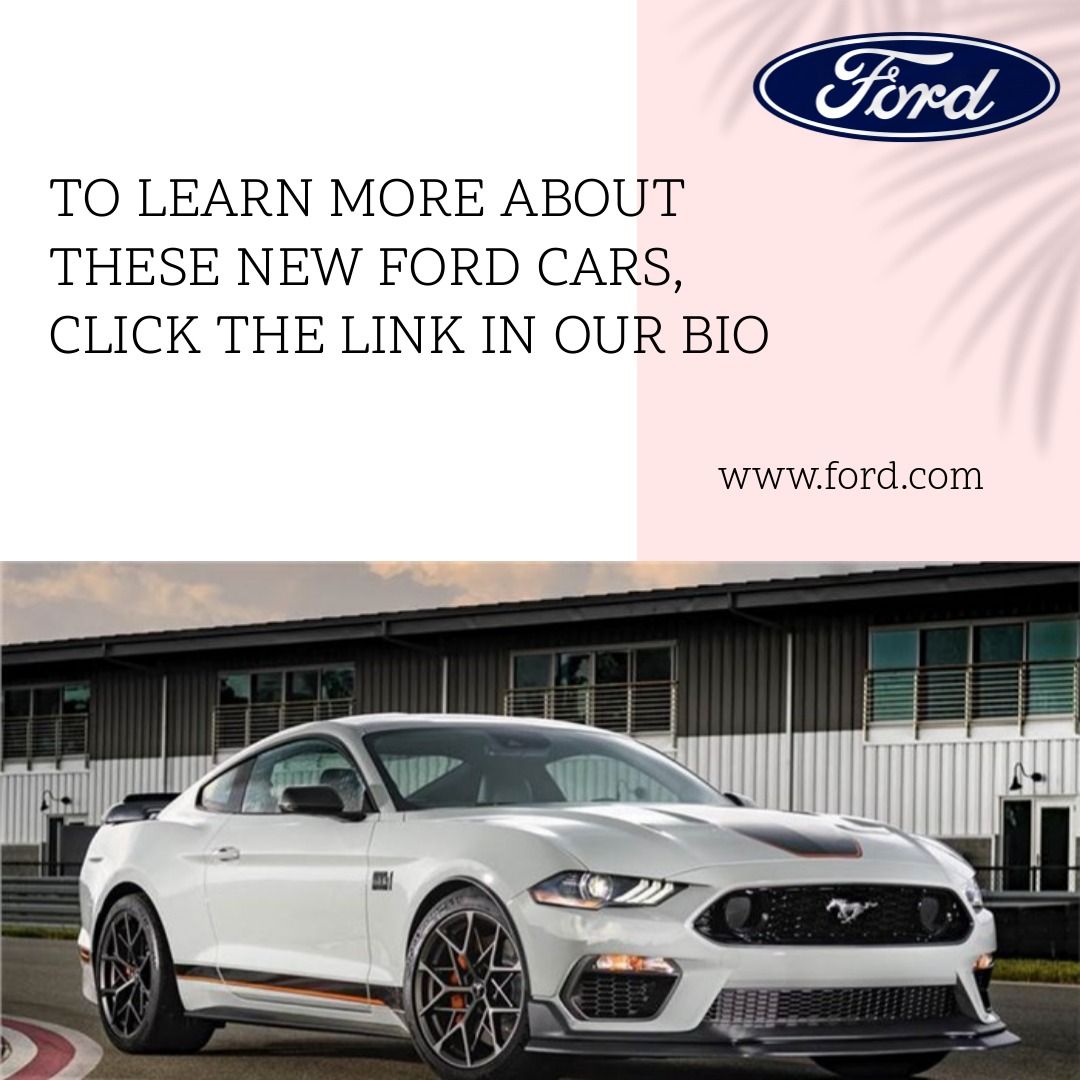 Ford
TO LEARN MORE ABOUT
THESE NEW FORD CARS,
CLICK THE LINK IN OUR BIO
www.ford.com